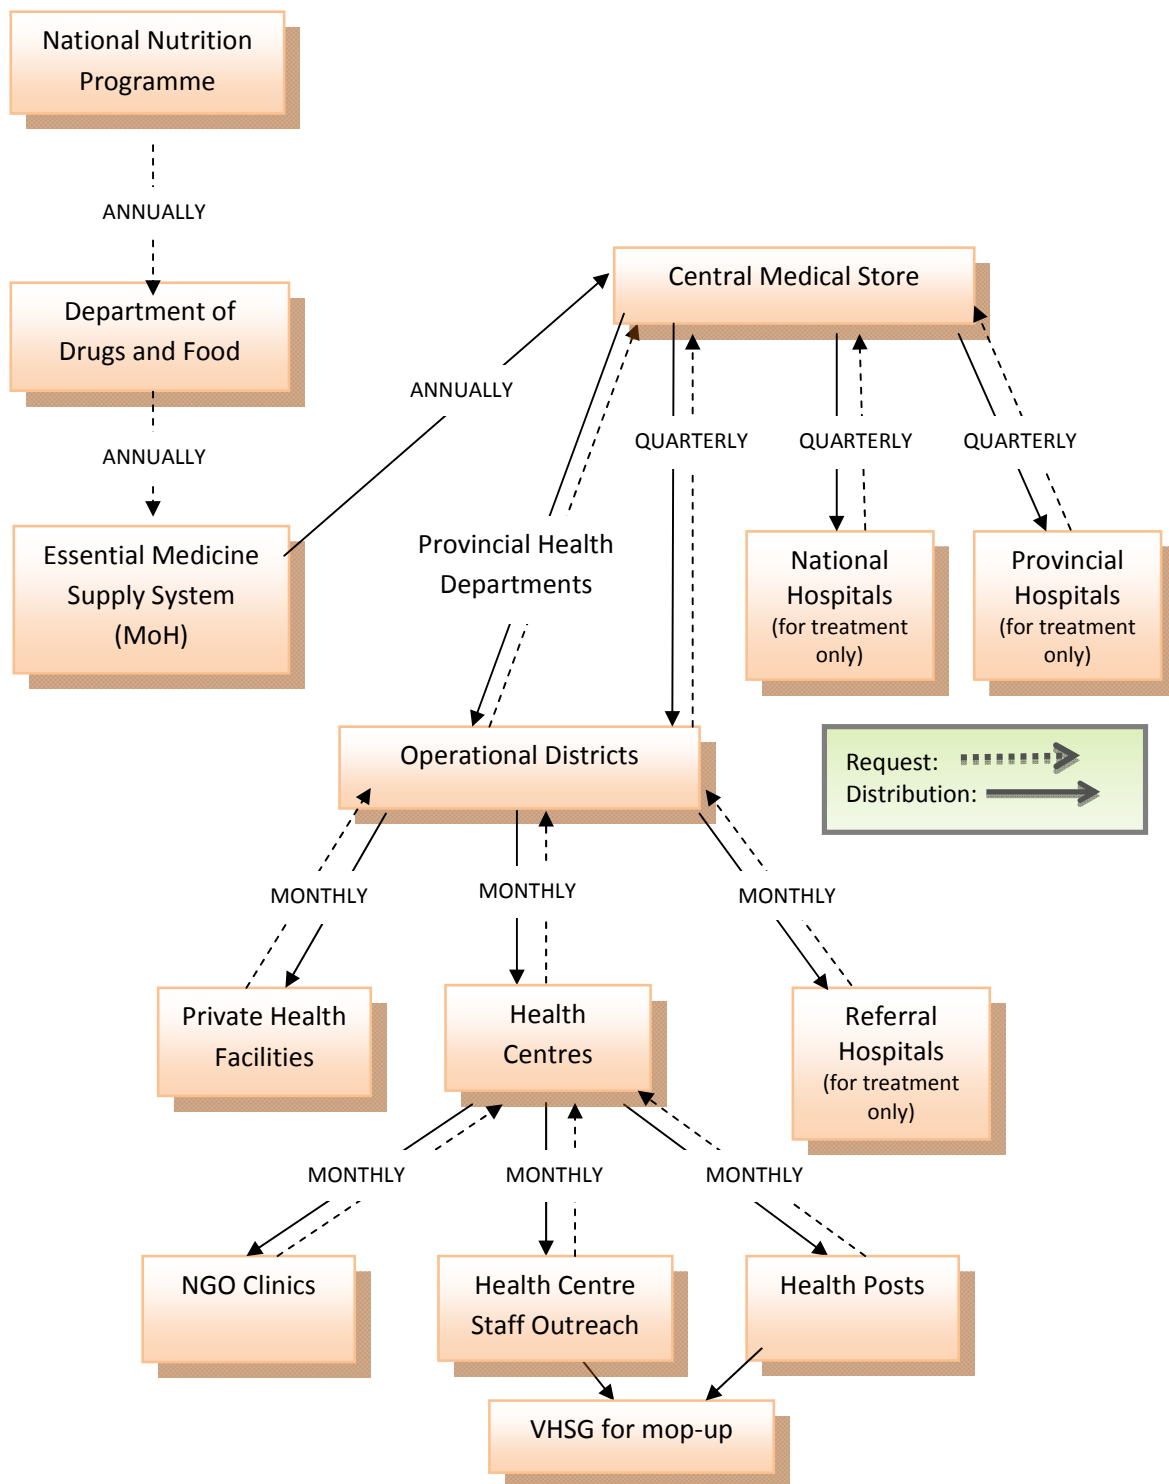 National Nutrition
Programme
ANNUALLY
Department of
Drugs and Food
ANNUALLY
Essential Medicine
Supply System
(MoH)
ANNUALLY
Central Medical Store
QUARTERLY
QUARTERLY
QUARTERLY
Provincial Health
Departments
National
Hospitals
(for treatment
only)
Provincial
Hospitals
(for treatment
only)
Request:
Distribution:
Operational Districts
MONTHLY
MONTHLY
MONTHLY
Private Health
Facilities
Health
Centres
Referral
Hospitals
(for treatment
only)
MONTHLY
MONTHLY
MONTHLY
NGO Clinics
Health Centre
Staff Outreach
Health Posts
VHSG for mop-up